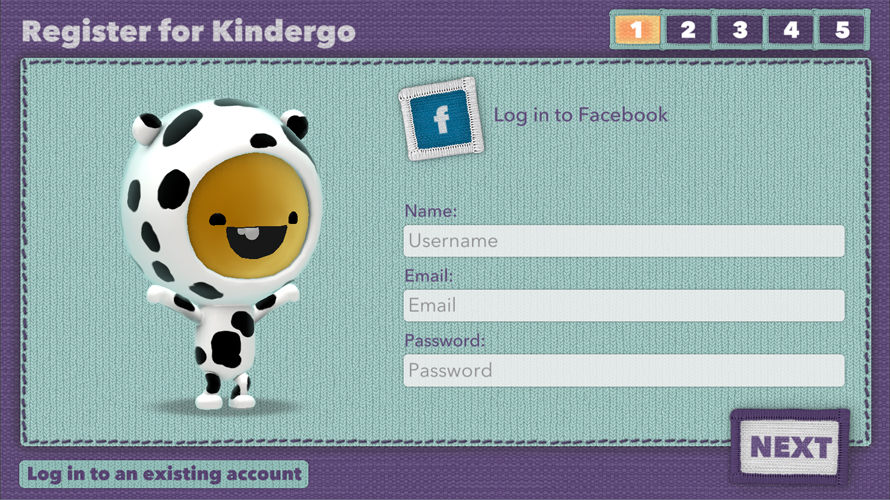 Register for Kindergo
1 2 3 4 5
f
Log in to Facebook
Name:
Username
Email:
Email
Password:
Password
NEXT
Log in to an existing account